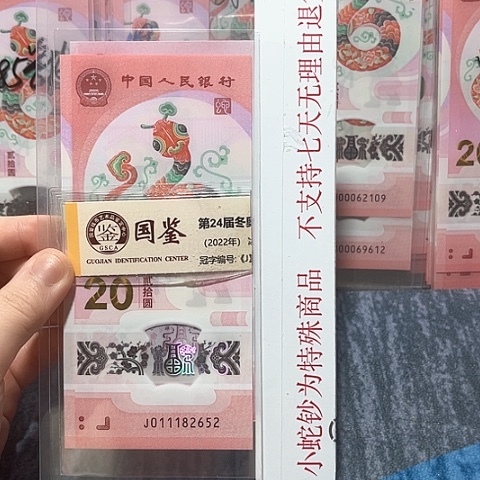 中国人民银行
国鉴
GSCA
GUOJIAN IDENTIFICATION CENTER
第24届冬
(2022年)
冠字编号:《J
20
贰拾圆
J011182652
小蛇钞为特殊商品 不支持七天无理由退
00062109
00069612
20